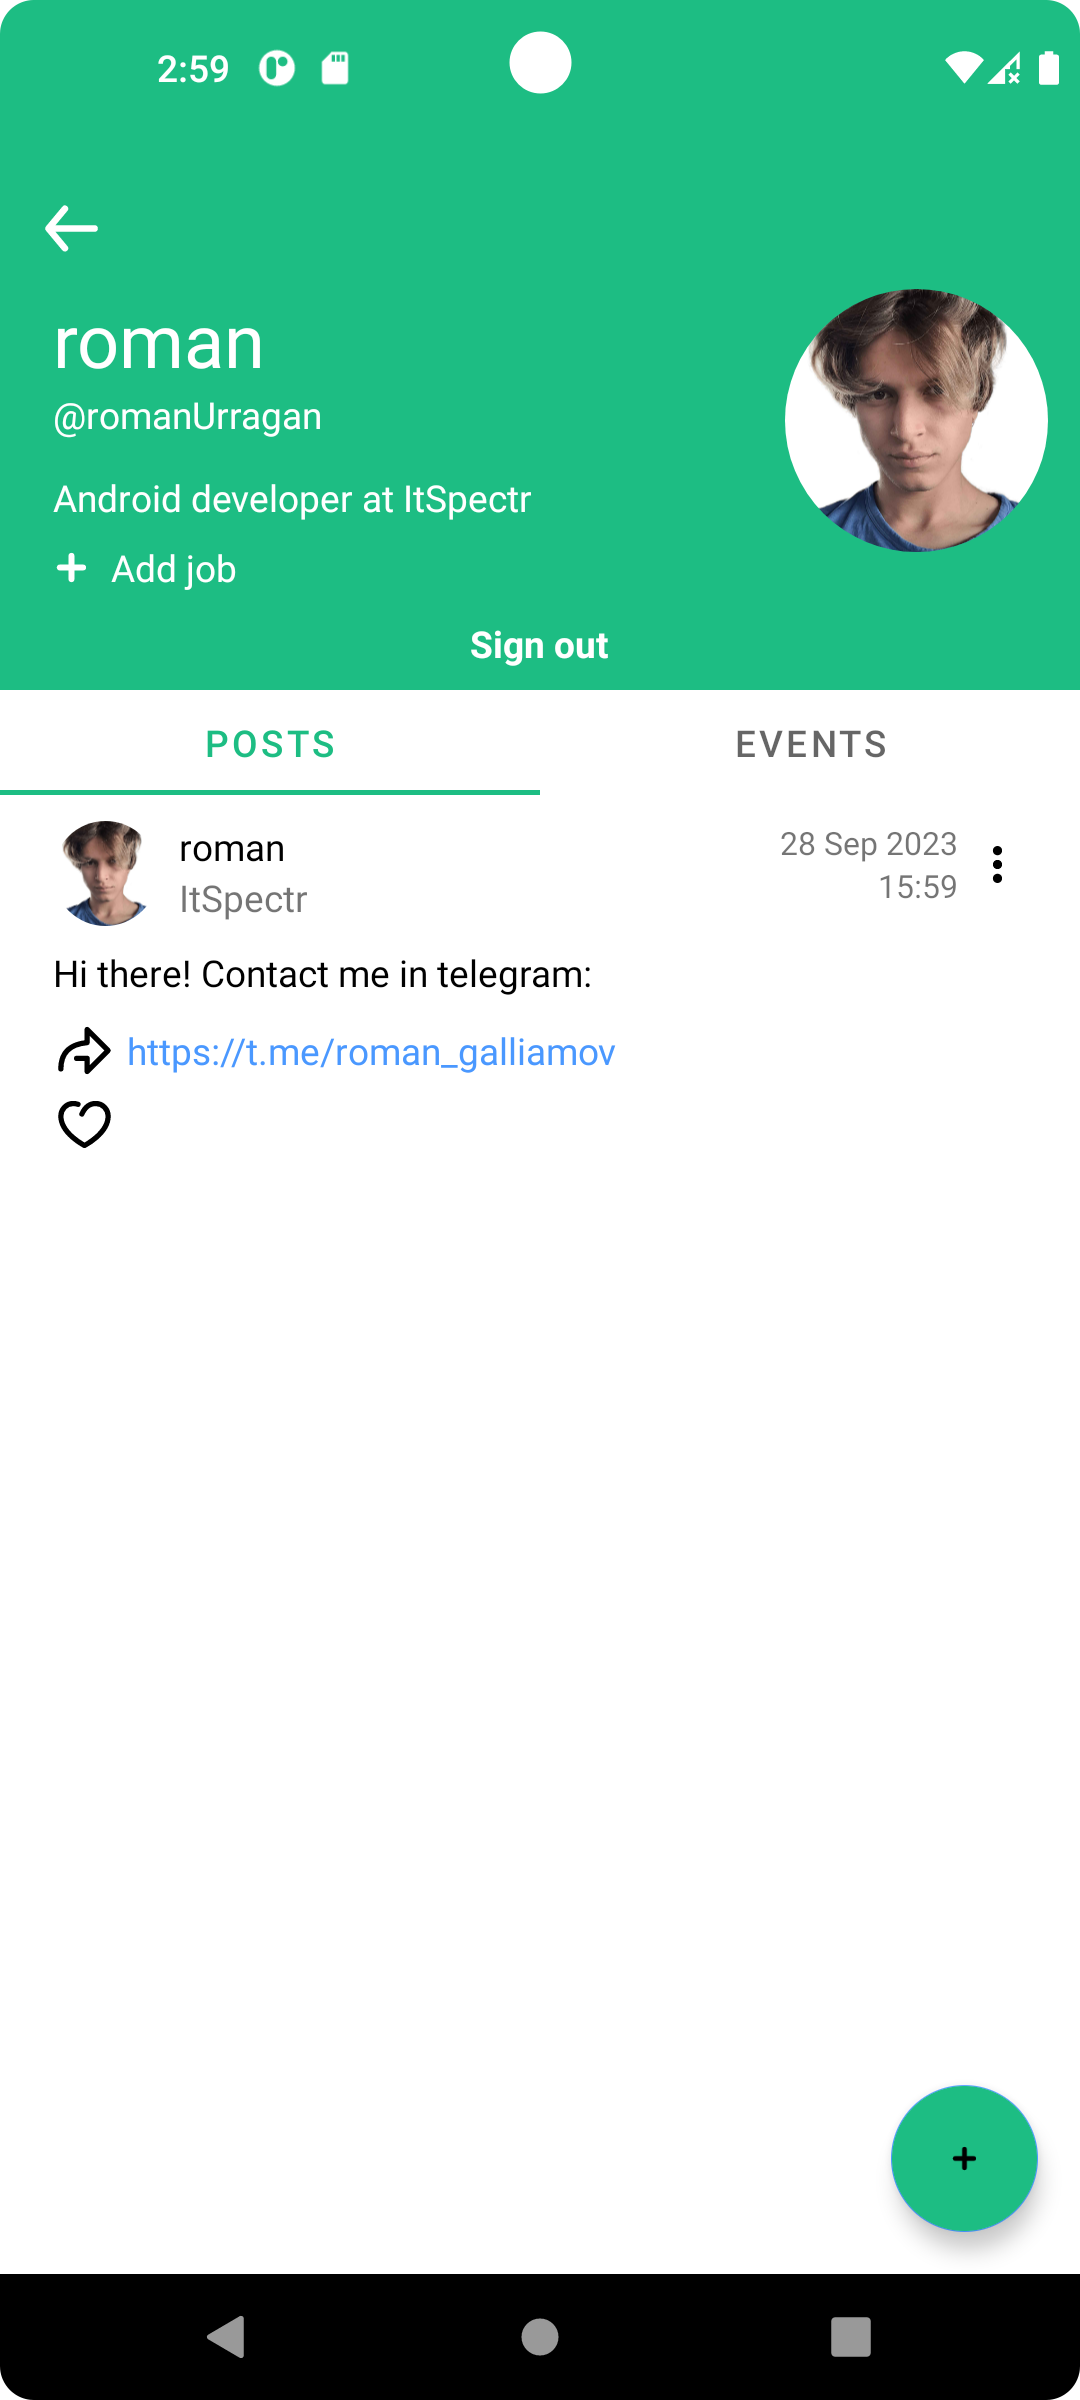 2:59
roman
@romanUrragan
Android developer at ItSpectr
Add job
Sign out
POSTS
EVENTS
roman
28 Sep 2023
ItSpectr
15:59
Hi there! Contact me in telegram:
https://t.me/roman_galliamov